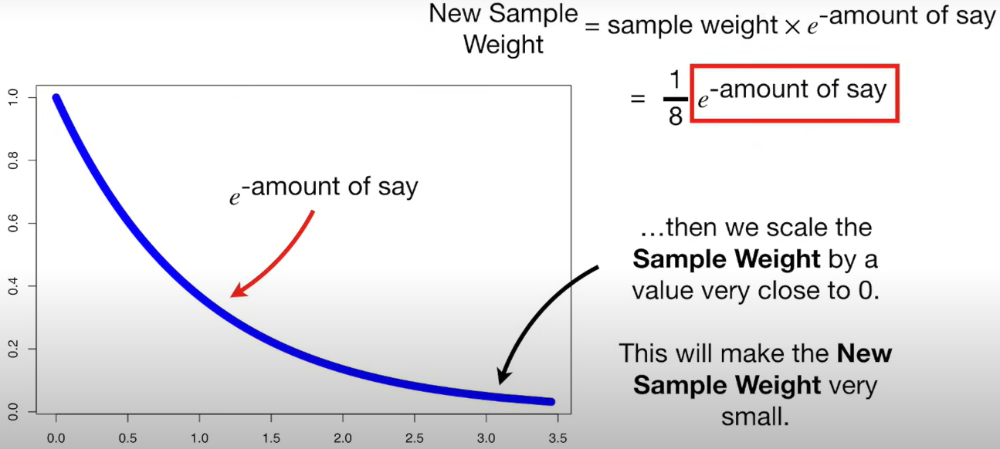 New Sample Weight = sample weight × e^-amount of say
= 1/8 e^-amount of say
e^-amount of say
...then we scale the
Sample Weight by a
value very close to 0.
This will make the New
Sample Weight very
small.
1.0
0.8
0.6
0.4
0.2
0.0
0.0 0.5 1.0 1.5 2.0 2.5 3.0 3.5